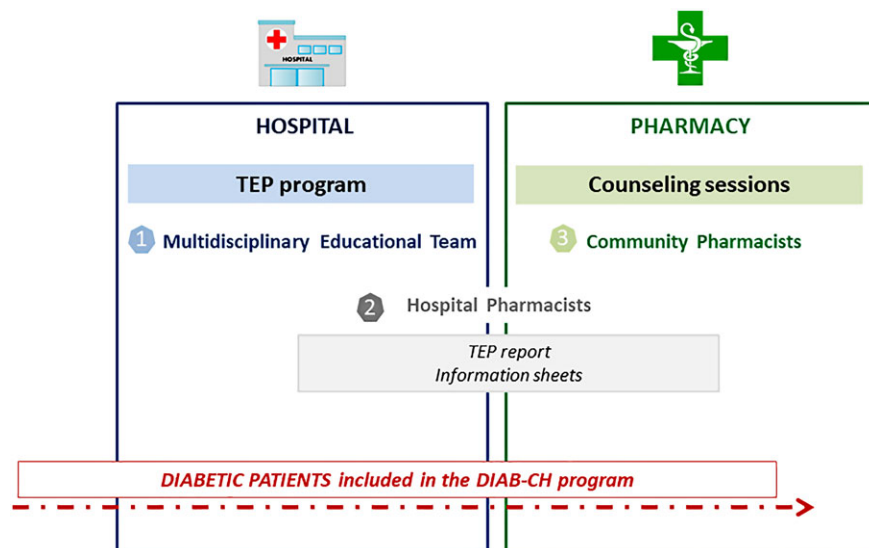 HOSPITAL
HOSPITAL
PHARMACY
TEP program
Counseling sessions
1 Multidisciplinary Educational Team
3 Community Pharmacists
2 Hospital Pharmacists
TEP report
Information sheets
DIABETIC PATIENTS included in the DIAB-CH program